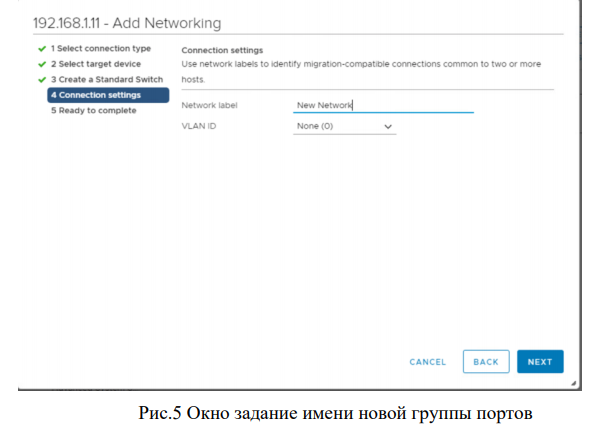 192.168.1.11 - Add Networking
1 Select connection type
2 Select target device
3 Create a Standard Switch
4 Connection settings
5 Ready to complete
Connection settings
Use network labels to identify migration-compatible connections common to two or more
hosts.
Network label New Network
VLAN ID None (0)
CANCEL BACK NEXT
Рис.5 Окно задание имени новой группы портов